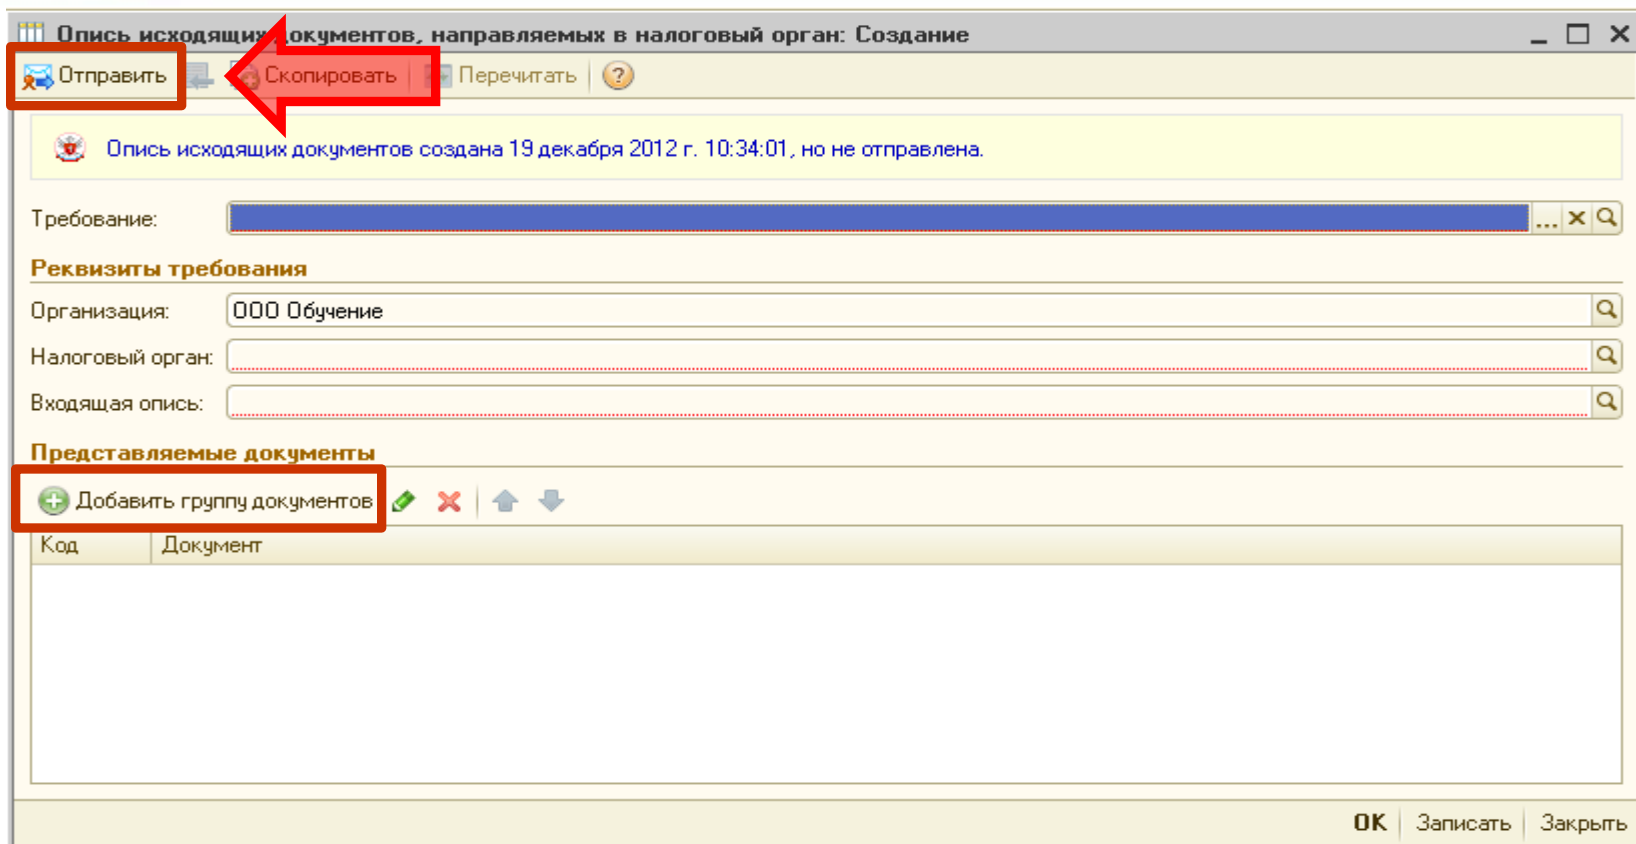 Опись исходящих документов, направляемых в налоговый орган: Создание
Отправить Скопировать Перечитать ?
Опись исходящих документов создана 19 декабря 2012 г. 10:34:01, но не отправлена.
Требование: ...
Реквизиты требования
Организация: ООО Обучение
Налоговый орган:
Входящая опись:
Представляемые документы
Добавить группу документов
Код Документ
OK Записать Закрыть